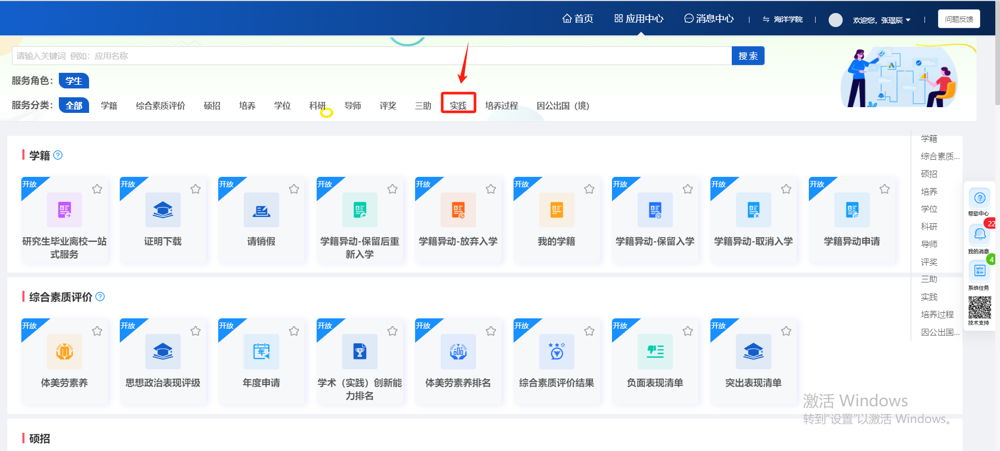 首页 应用中心 消息中心 海洋学院 欢迎您，张璟辰 问题反馈
请输入关键词 例如：应用名称 搜 索
服务角色： 学生
服务分类： 全部 学籍 综合素质评价 硕招 培养 学位 科研 导师 评奖 三助 实践 培养过程 因公出国（境）
学籍
开放 开放 开放 开放 开放 开放 开放 开放 开放
研究生毕业离校一站式服务
证明下载
请销假
学籍异动-保留后重新入学
学籍异动-放弃入学
我的学籍
学籍异动-保留入学
学籍异动-取消入学
学籍异动申请
综合素质评价
开放 开放 开放 开放 开放 开放 开放 开放
体美劳素养
思想政治表现评级
年
年度申请
学术（实践）创新能力排名
体美劳素养排名
综合素质评价结果
负面表现清单
突出表现清单
硕招
学籍
综合素质...
硕招
培养
学位
科研
导师
评奖
三助
实践
培养过程
因公出国...
帮助中心
22
我的消息
4
系统任务
技术支持
激活 Windows
转到“设置”以激活 Windows。